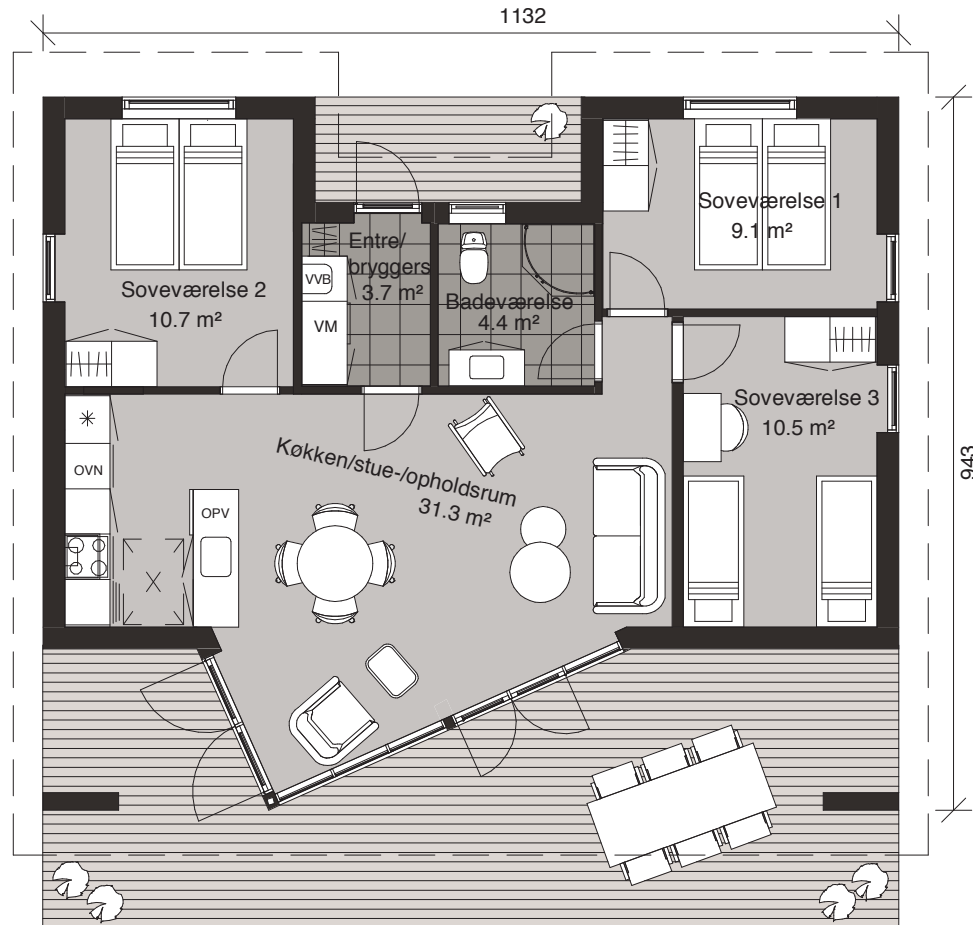 1132
Soveværelse 1
9.1 m²
Entre/
bryggers
3.7 m²
VVB
VM
Badeværelse
4.4 m²
Soveværelse 2
10.7 m²
Soveværelse 3
10.5 m²
943
Køkken/stue-/opholdsrum
31.3 m²
OVN
OPV